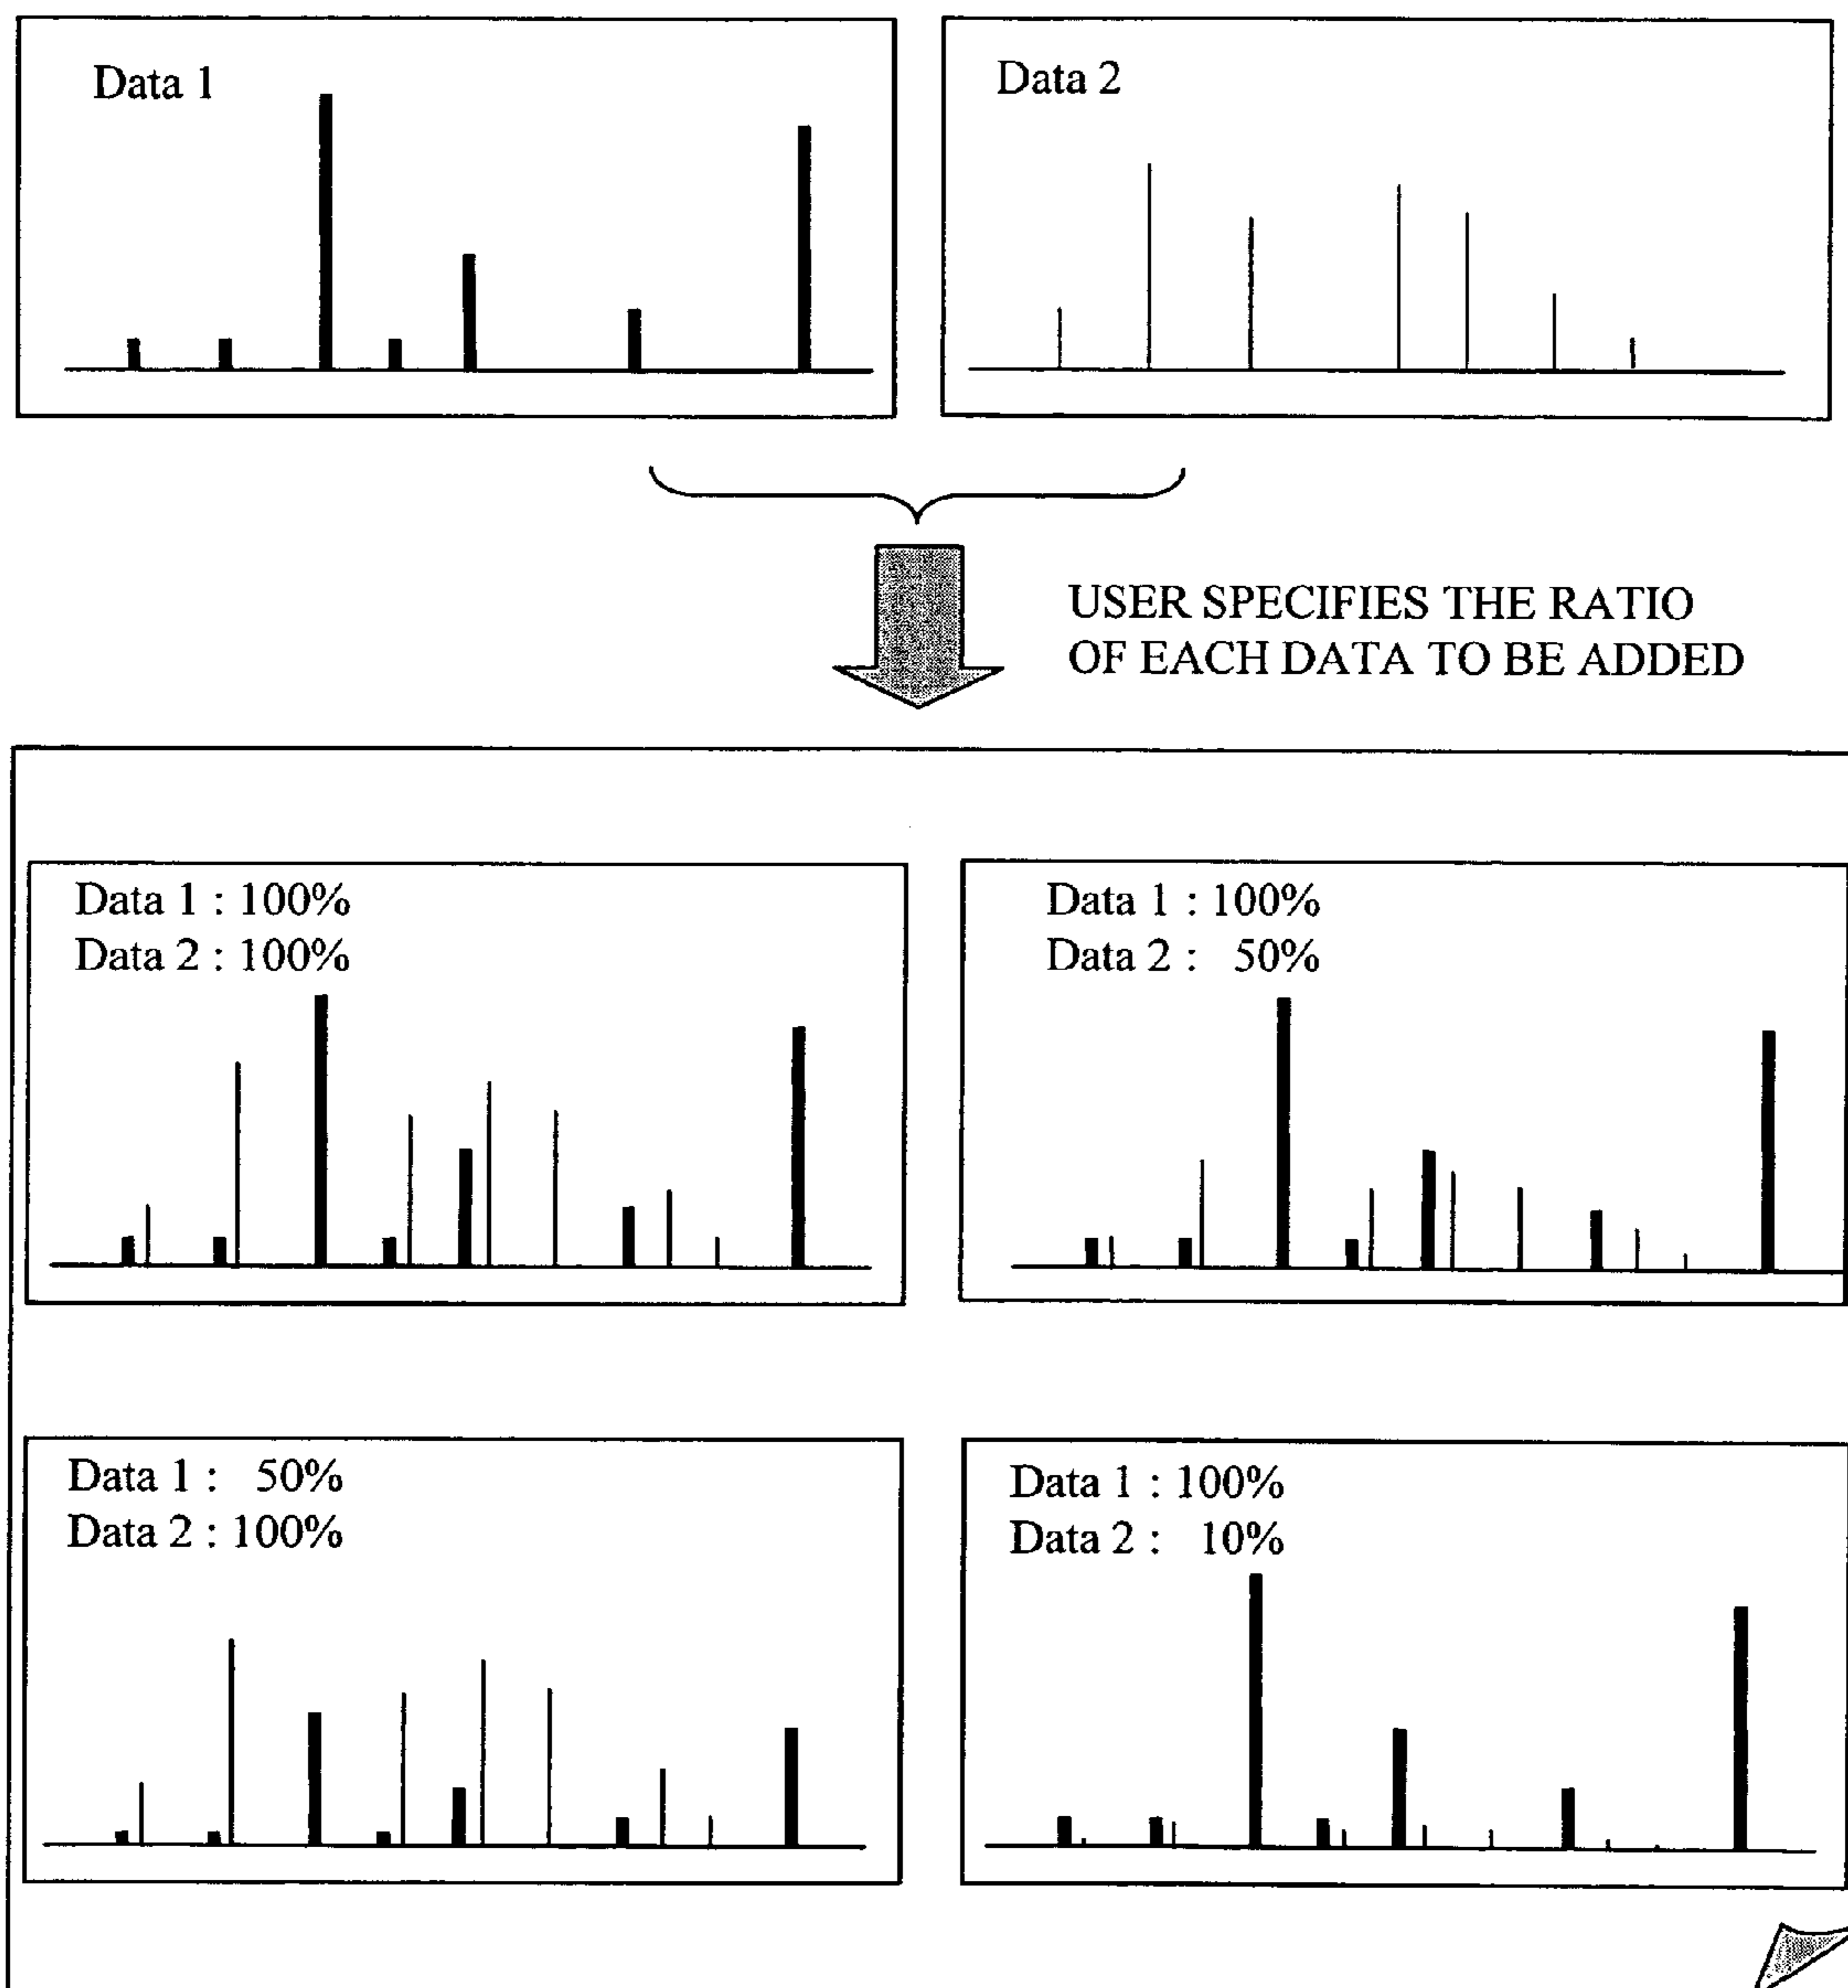 Data 1
Data 2
USER SPECIFIES THE RATIO
OF EACH DATA TO BE ADDED
Data 1 : 100%
Data 2 : 100%
Data 1 : 100%
Data 2 : 50%
Data 1 : 50%
Data 2 : 100%
Data 1 : 100%
Data 2 : 10%